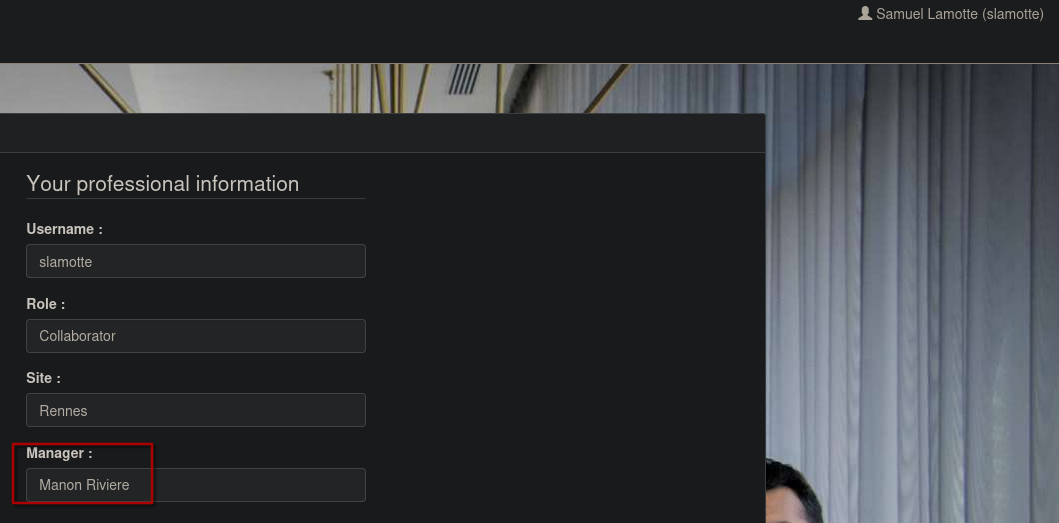 Samuel Lamotte (slamotte)
Your professional information
Username :
slamotte
Role :
Collaborator
Site :
Rennes
Manager :
Manon Riviere